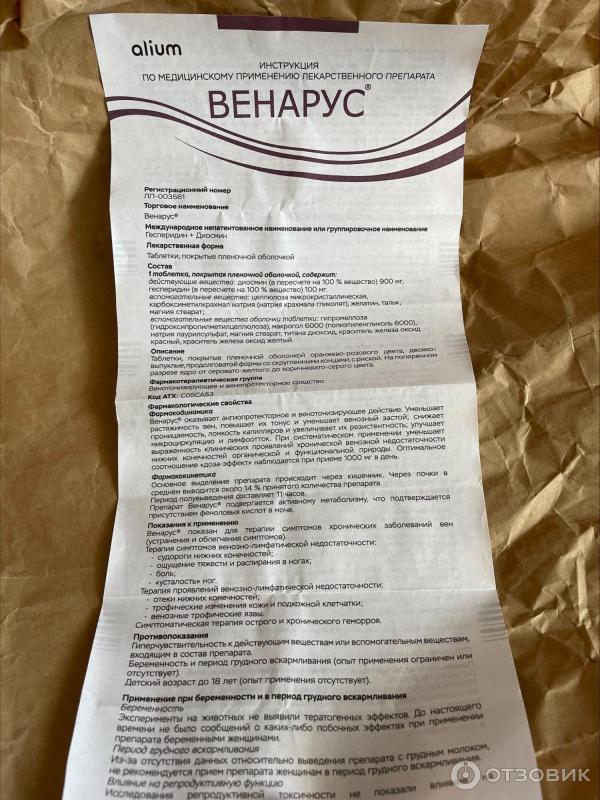 alium
ИНСТРУКЦИЯ
ПО МЕДИЦИНСКОМУ ПРИМЕНЕНИЮ ЛЕКАРСТВЕННОГО ПРЕПАРАТА
ВЕНАРУС®
Регистрационный номер
ЛП-003561
Торговое наименование
Венарус®
Международное непатентованное наименование или группировочное наименование
Гесперидин + Диосмин
Лекарственная форма
Таблетки, покрытые пленочной оболочкой
Состав
1 таблетка, покрытая пленочной оболочкой, содержит:
действующие вещества: диосмин (в пересчете на 100 % вещество) 900 мг,
гесперидин (в пересчете на 100 % вещество) 100 мг.
вспомогательные вещества: целлюлоза микрокристаллическая,
карбоксиметилкрахмал натрия (натрия крахмала гликолят), желатин, тальк,
магния стеарат;
вспомогательные вещества оболочки таблетки: гипромеллоза
(гидроксипропилметилцеллюлоза), макрогол 6000 (полиэтиленгликоль 6000),
натрия лаурилсульфат, магния стеарат, титана диоксид, краситель железа оксид
красный, краситель железа оксид желтый.
Описание
Таблетки, покрытые пленочной оболочкой оранжево-розового цвета, двояко-
выпуклые, продолговатой формы со скругленными концами, с риской. На поперечном
разрезе ядро от серовато-желтого до коричневато-серого цвета.
Фармакотерапевтическая группа
Венотонизирующее и венопротекторное средство
Код АТХ: C05CA53
Фармакологические свойства
Фармакодинамика
Венарус® оказывает ангиопротекторное и венотонизирующее действие. Уменьшает
растяжимость вен, повышает их тонус и уменьшает венозный застой; снижает
проницаемость, ломкость капилляров и увеличивает их резистентность; улучшает
микроциркуляцию и лимфоотток. При систематическом применении уменьшает
выраженность клинических проявлений хронической венозной недостаточности
нижних конечностей органической и функциональной природы. Оптимальное
соотношение «доза-эффект» наблюдается при приеме 1000 мг в день.
Фармакокинетика
Основное выделение препарата происходит через кишечник. Через почки в
среднем выводится около 14 % принятого количества препарата.
Период полувыведения составляет 11 часов.
Препарат Венарус® подвергается активному метаболизму, что подтверждается
присутствием феноловых кислот в моче.
Показания к применению
Венарус® показан для терапии симптомов хронических заболеваний вен
(устранения и облегчения симптомов).
Терапия симптомов венозно-лимфатической недостаточности:
- судороги нижних конечностей;
- ощущение тяжести и распирания в ногах;
- боль;
- «усталость» ног.
Терапия проявлений венозно-лимфатической недостаточности:
- отеки нижних конечностей;
- трофические изменения кожи и подкожной клетчатки;
- венозные трофические язвы.
Симптоматическая терапия острого и хронического геморроя.
Противопоказания
Гиперчувствительность к действующим веществам или вспомогательным веществам,
входящим в состав препарата.
Беременность и период грудного вскармливания (опыт применения ограничен или
отсутствует).
Детский возраст до 18 лет (опыт применения отсутствует).
Применение при беременности и в период грудного вскармливания
Беременность
Эксперименты на животных не выявили тератогенных эффектов. До настоящего
времени не было сообщений о каких-либо побочных эффектах при применении
препарата беременными женщинами.
Период грудного вскармливания
Из-за отсутствия данных относительно выведения препарата с грудным молоком,
не рекомендуется прием препарата женщинам в период грудного вскармливания.
Влияние на репродуктивную функцию
Исследования репродуктивной токсичности не показали
ОТЗОВИК